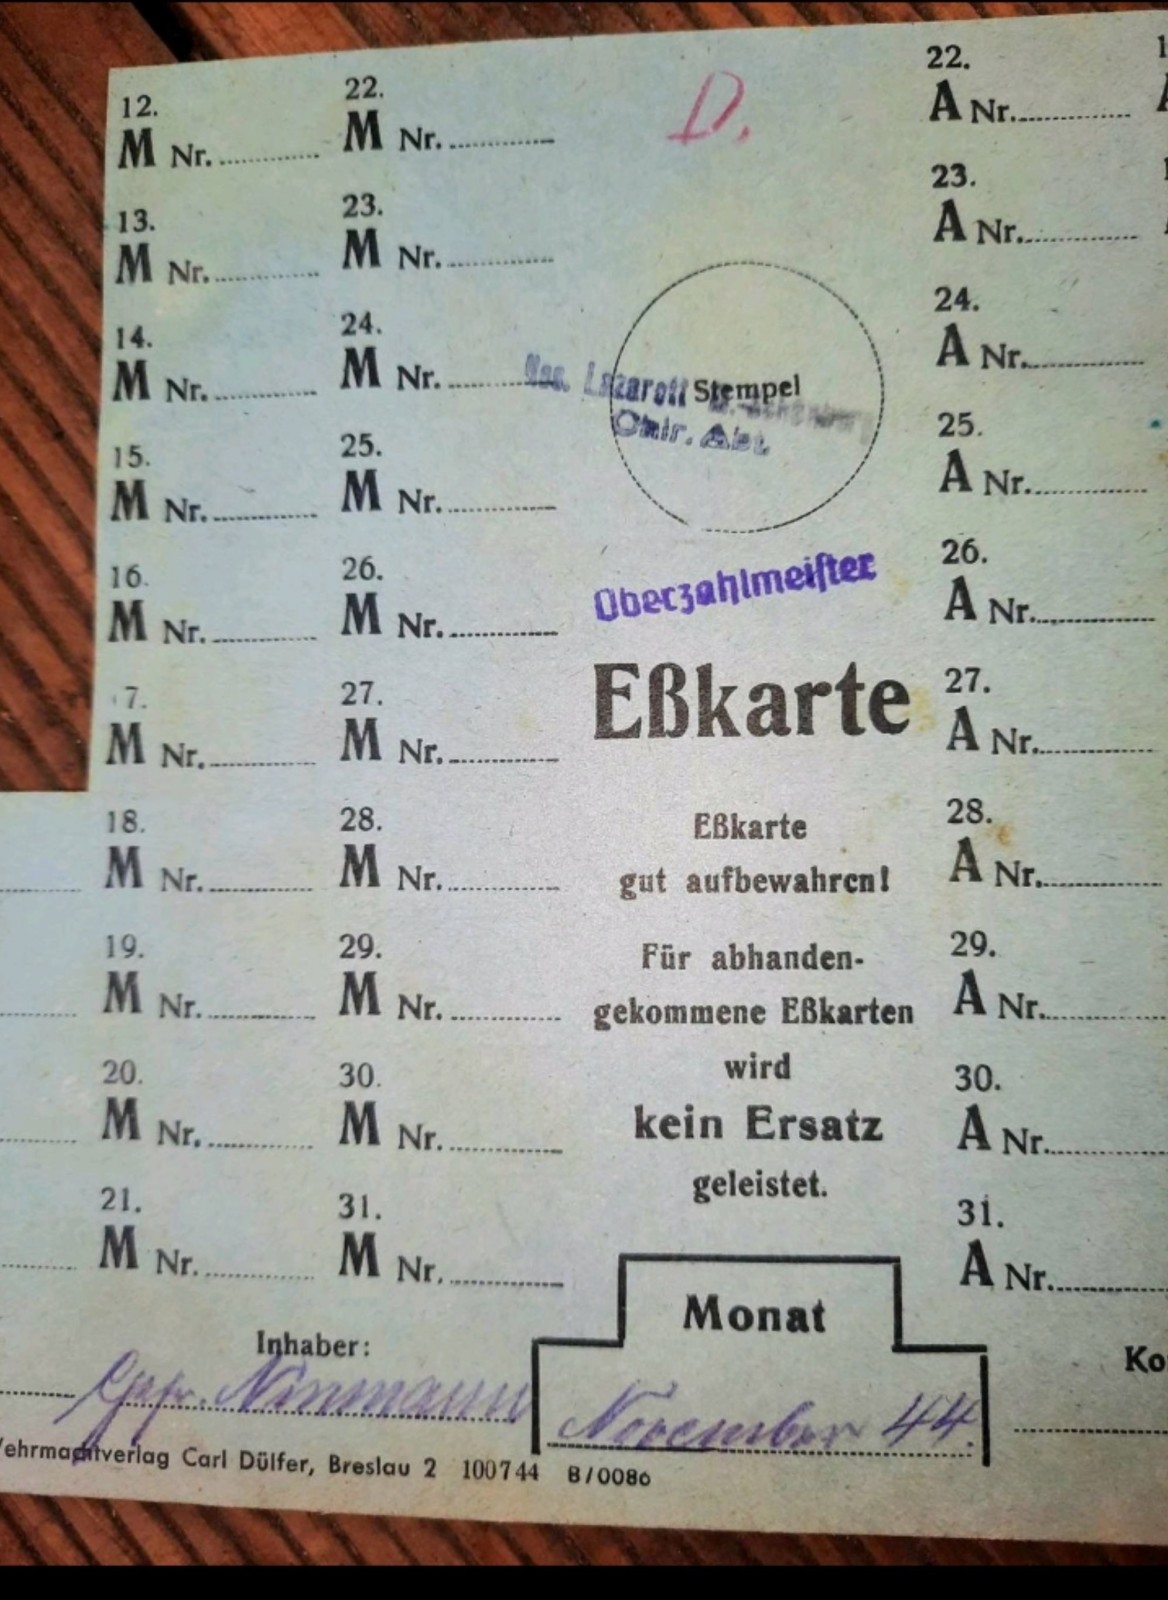 12. 22. D. 22.
M Nr. M Nr. A Nr.
13. 23. 23.
M Nr. M Nr. A Nr.
14. 24. 24.
M Nr. M Nr. A Nr.
15. 25. 25.
M Nr. M Nr. A Nr.
16. 26. 26.
M Nr. M Nr. A Nr.
7. 27. 27.
M Nr. M Nr. A Nr.
18. 28. 28.
M Nr. M Nr. A Nr.
19. 29. 29.
M Nr. M Nr. A Nr.
20. 30. 30.
M Nr. M Nr. A Nr.
21. 31. 31.
M Nr. M Nr. A Nr.
Stempel
Lazarett
Chir. Abt.
Oberzahlmeister
Eßkarte
Eßkarte
gut aufbewahren!
Für abhanden-
gekommene Eßkarten
wird
kein Ersatz
geleistet.
Monat
November 44.
Inhaber:
Wehrmachtverlag Carl Dülfer, Breslau 2 100744 B/0086